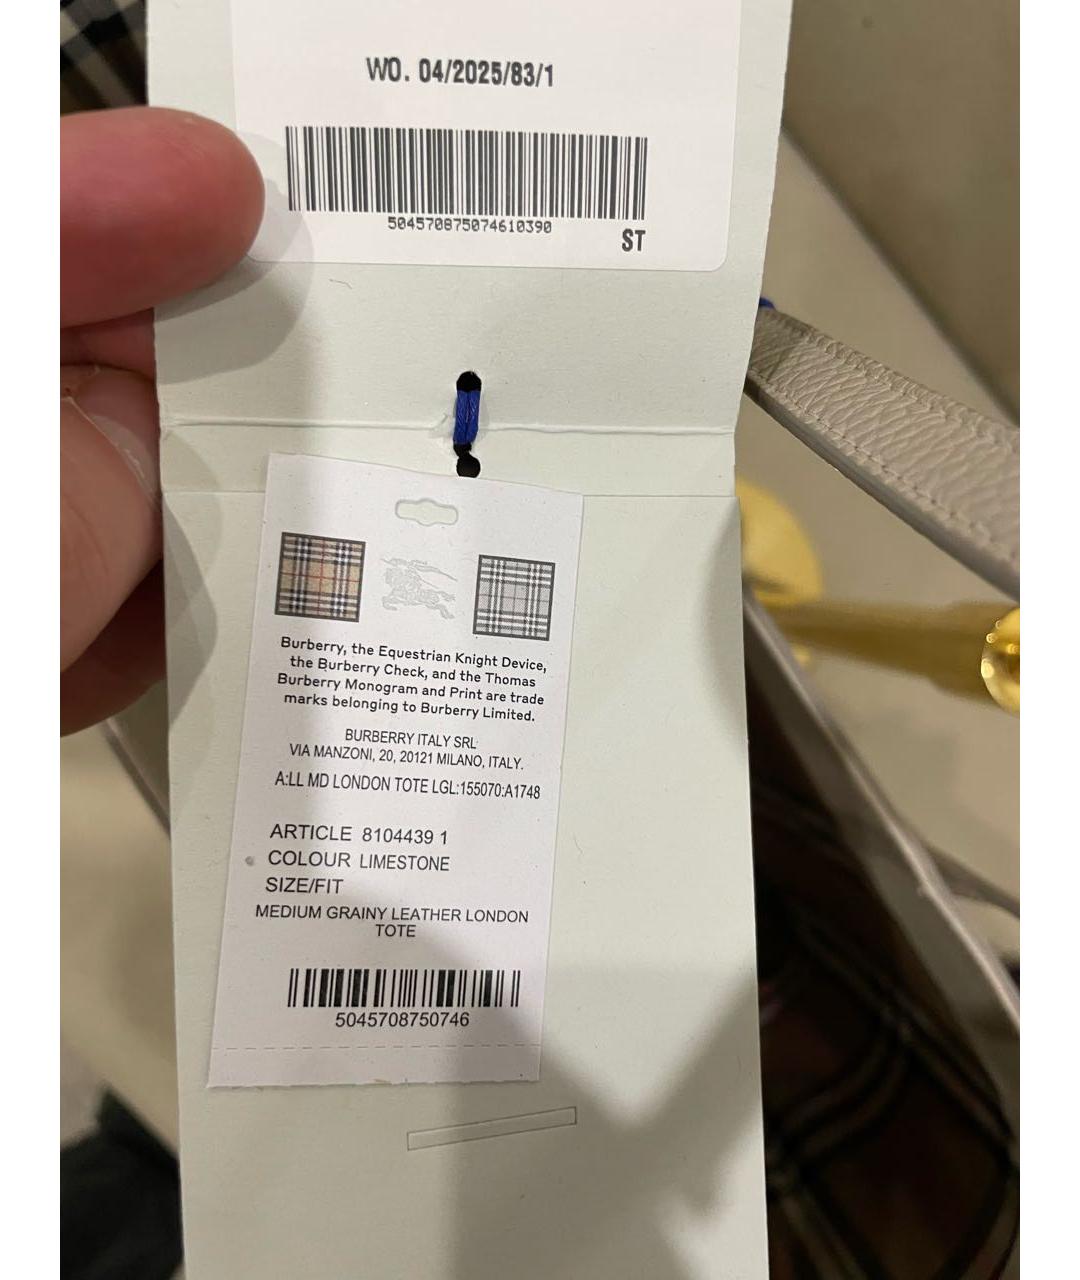 WO. 04/2025/83/1
504570875074610390
ST
Burberry, the Equestrian Knight Device,
the Burberry Check, and the Thomas
Burberry Monogram and Print are trade
marks belonging to Burberry Limited.
BURBERRY ITALY SRL
VIA MANZONI, 20, 20121 MILANO, ITALY.
A:LL MD LONDON TOTE LGL:155070:A1748
ARTICLE 8104439 1
COLOUR LIMESTONE
SIZE/FIT
MEDIUM GRAINY LEATHER LONDON
TOTE
5045708750746